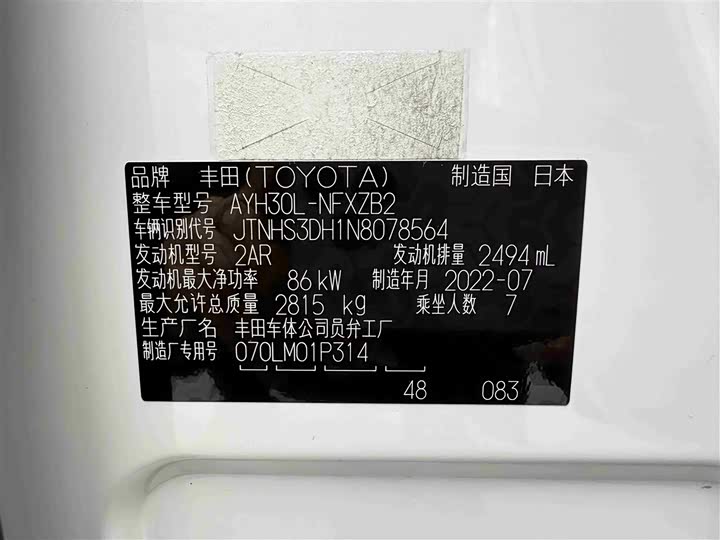 品牌 丰田(TOYOTA) 制造国 日本
整车型号 AYH30L-NFXZB2
车辆识别代号 JTNHS3DH1N8078564
发动机型号 2AR 发动机排量 2494 mL
发动机最大净功率 86 kW 制造年月 2022-07
最大允许总质量 2815 kg 乘坐人数 7
生产厂名 丰田车体公司员弁工厂
制造厂专用号 070LM01P314
48 083